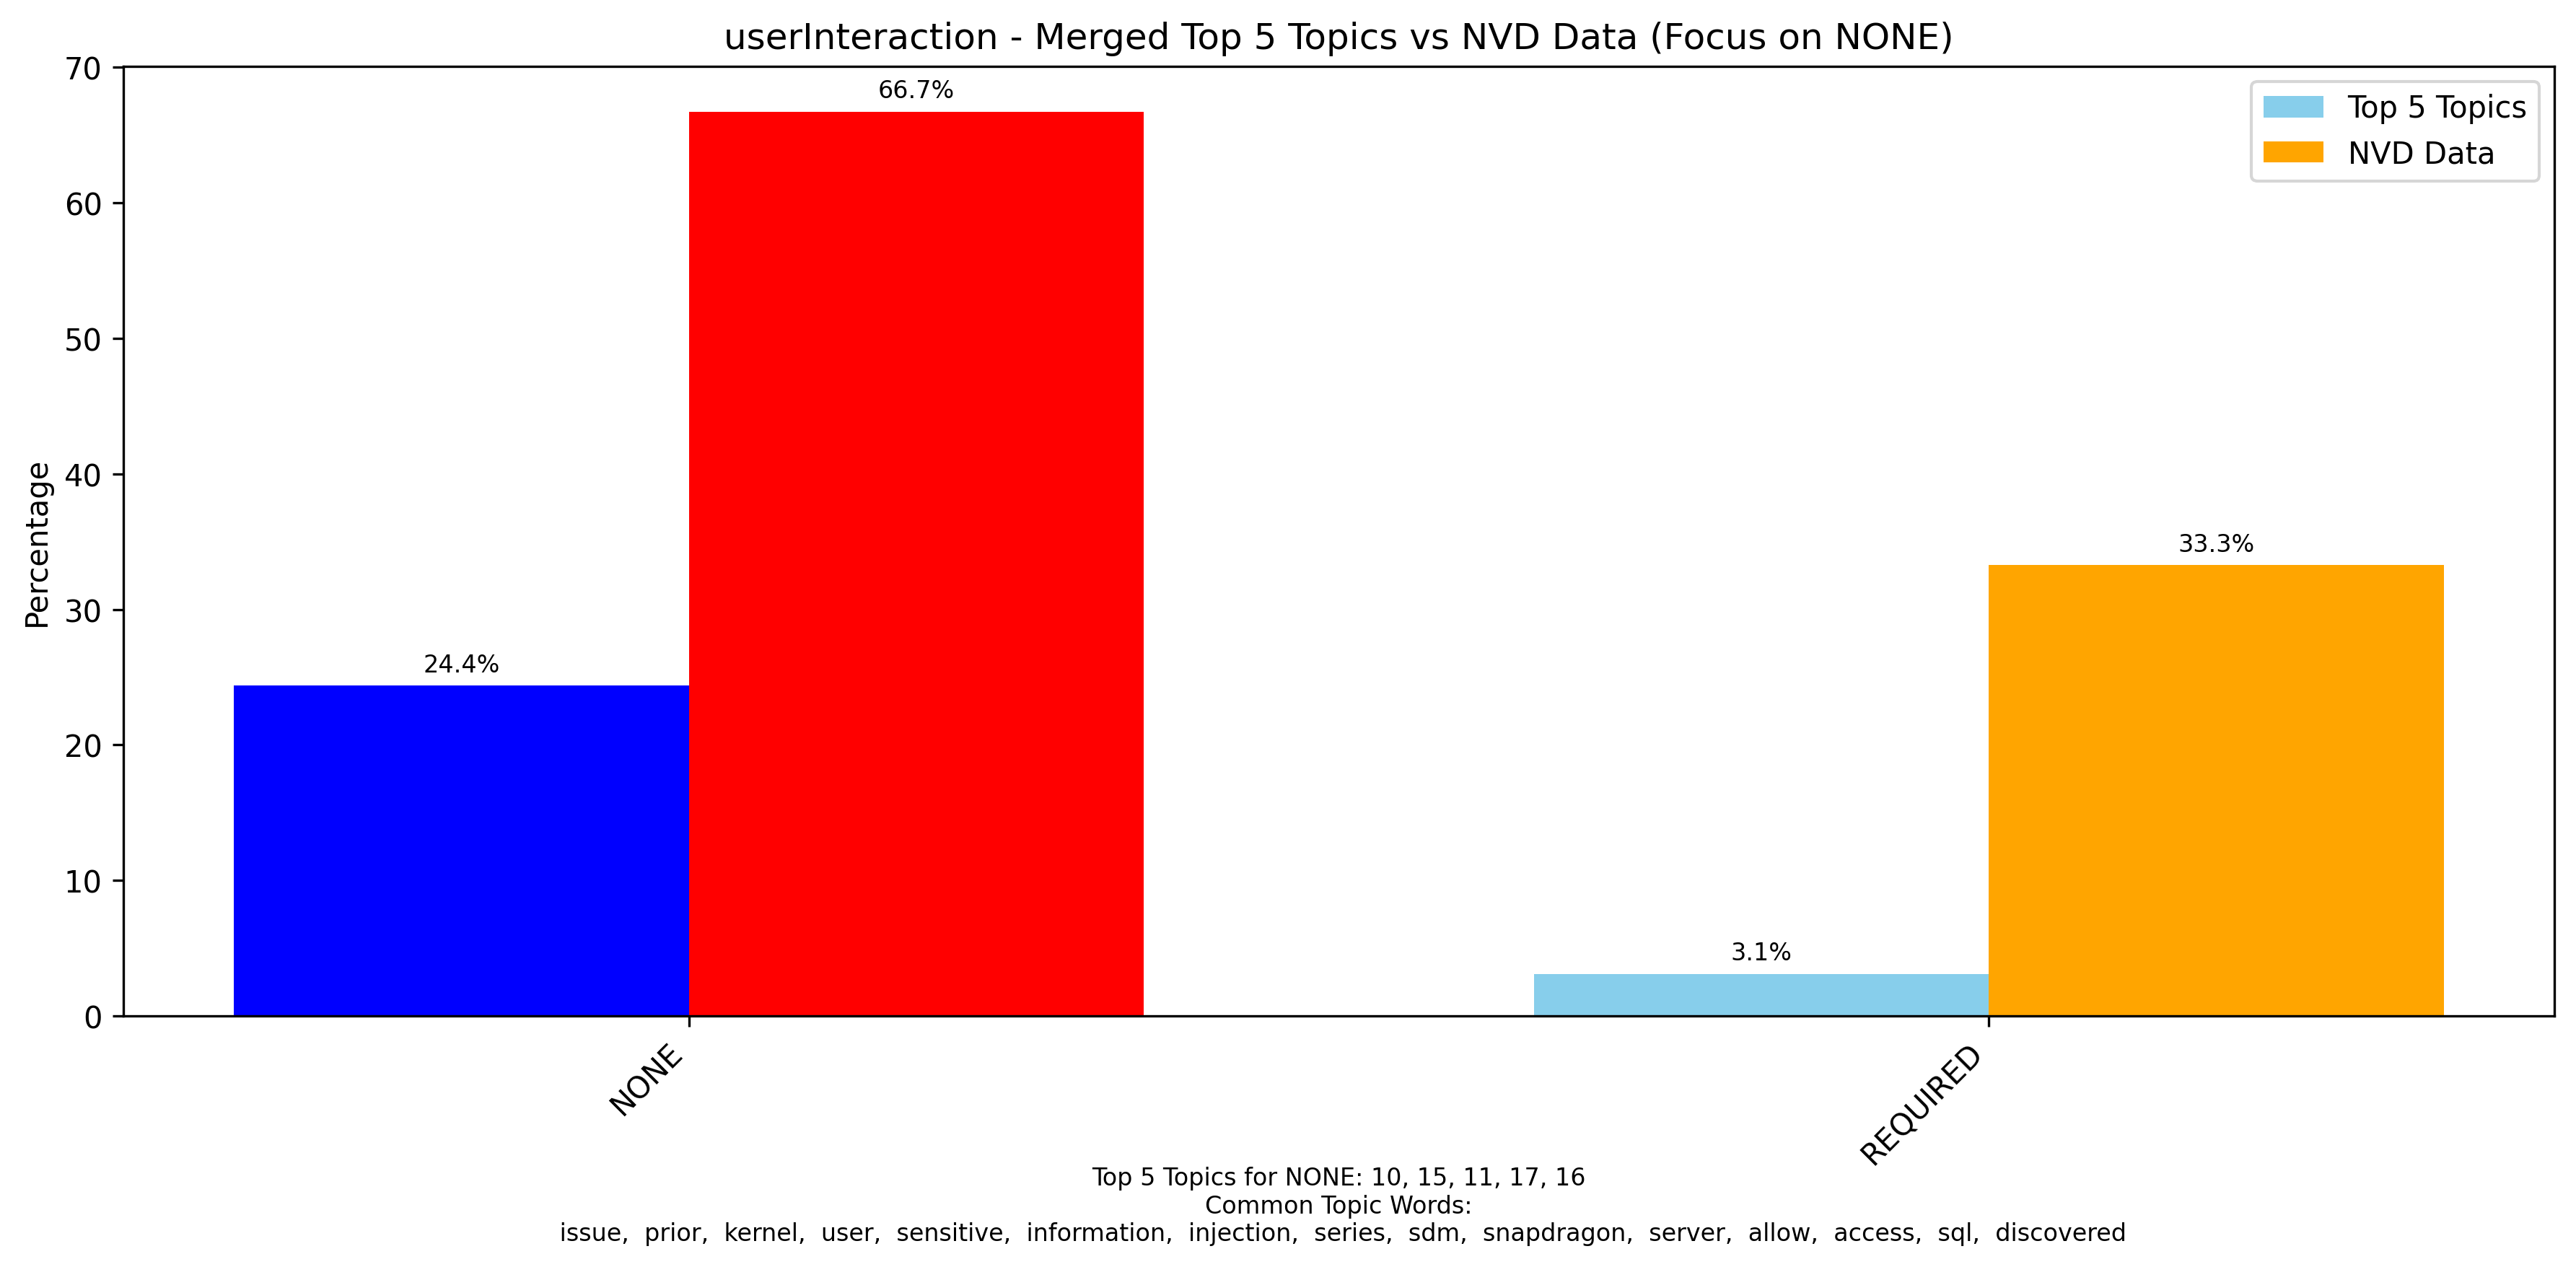 userInteraction - Merged Top 5 Topics vs NVD Data (Focus on NONE)
Top 5 Topics
NVD Data
Percentage
70
60
50
40
30
20
10
0
24.4%
66.7%
3.1%
33.3%
NONE
REQUIRED
Top 5 Topics for NONE: 10, 15, 11, 17, 16
Common Topic Words:
issue, prior, kernel, user, sensitive, information, injection, series, sdm, snapdragon, server, allow, access, sql, discovered